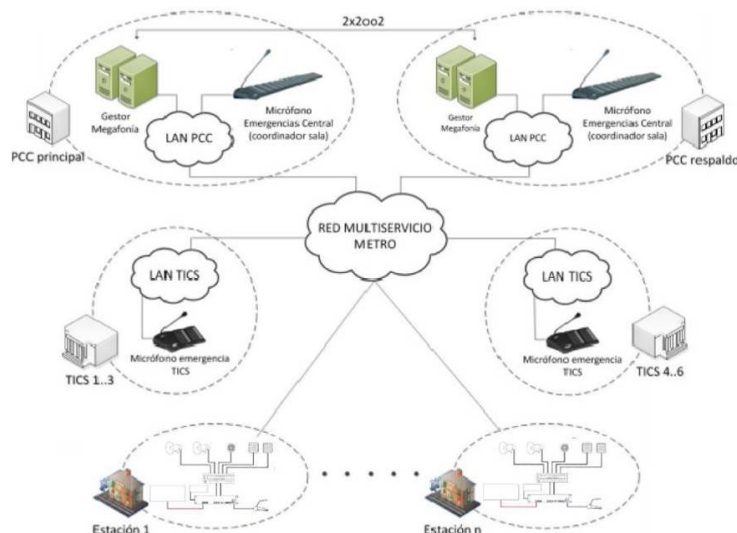 2x2oo2
Gestor
Megafonía
Micrófono
Emergencias Central
(coordinador sala)
LAN PCC
PCC principal
Gestor
Megafonía
Micrófono
Emergencias Central
(coordinador sala)
LAN PCC
PCC respaldo
RED MULTISERVICIO
METRO
LAN TICS
Micrófono emergencia
TICS
TICS 1..3
LAN TICS
Micrófono emergencia
TICS
TICS 4..6
Estación 1
Estación n